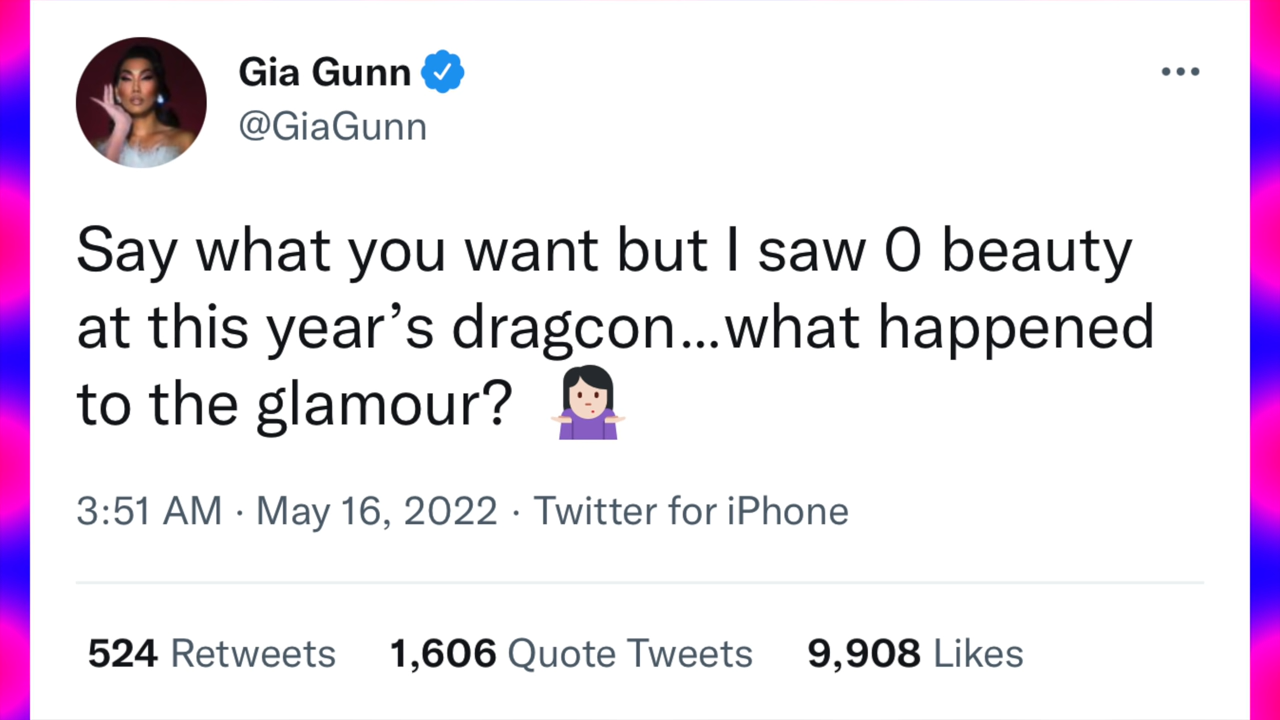 Gia Gunn
@GiaGunn
Say what you want but I saw 0 beauty
at this year’s dragcon...what happened
to the glamour? 🤷🏻‍♀️
3:51 AM · May 16, 2022 · Twitter for iPhone
524 Retweets 1,606 Quote Tweets 9,908 Likes